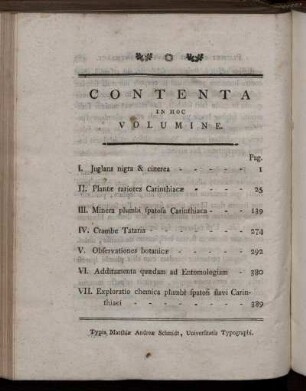 CONTENTA
IN HOC
VOLUMINE.
Pag.
I. Juglans nigra & cinerea - - - - - 1
II. Plantæ rariores Carinthiacæ - - - - 25
III. Minera plumbi spatosa Carinthiaca - - - 139
IV. Crambe Tataria - - - - - - 274
V. Observationes botanicæ - - - - - 292
VI. Additamenta quædam ad Entomologiam - 380
VII. Exploratio chemica plumbi spatosi flavi Carin-
thiaci - - - - - - - 389
Typis Matthiæ Andreæ Schmidt, Universitatis Typographi.